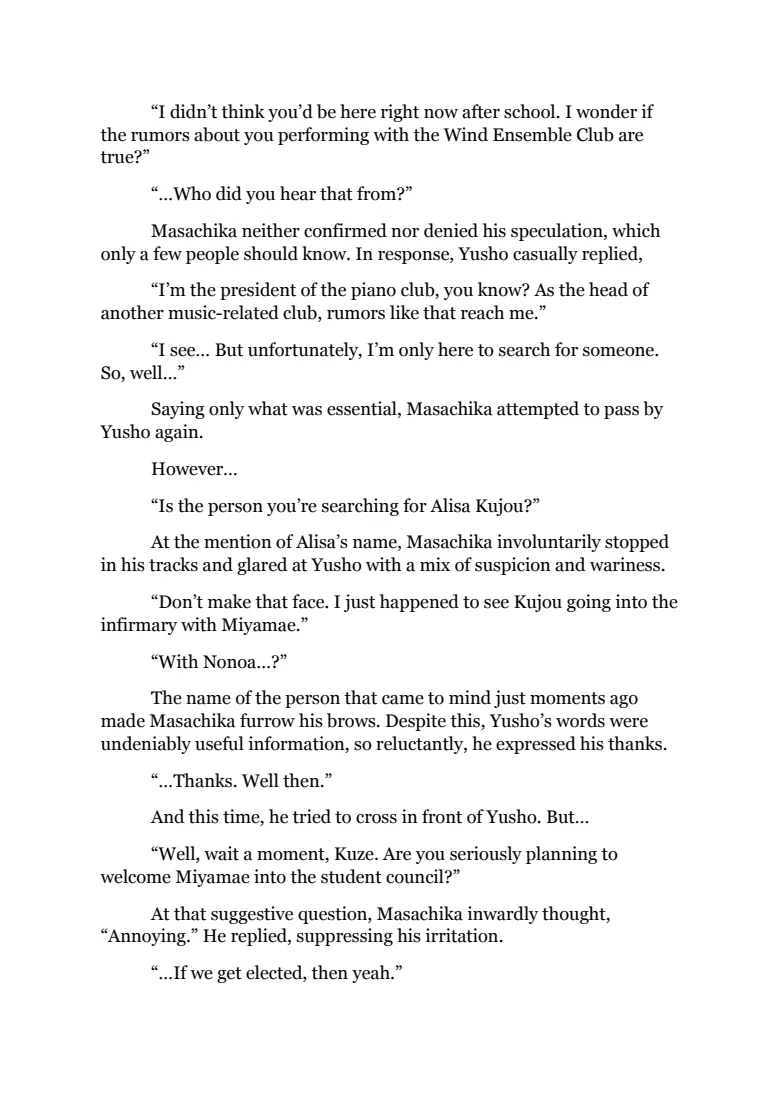 “I didn’t think you’d be here right now after school. I wonder if
the rumors about you performing with the Wind Ensemble Club are
true?”
“…Who did you hear that from?”
Masachika neither confirmed nor denied his speculation, which
only a few people should know. In response, Yusho casually replied,
“I’m the president of the piano club, you know? As the head of
another music-related club, rumors like that reach me.”
“I see… But unfortunately, I’m only here to search for someone.
So, well…”
Saying only what was essential, Masachika attempted to pass by
Yusho again.
However…
“Is the person you’re searching for Alisa Kujou?”
At the mention of Alisa’s name, Masachika involuntarily stopped
in his tracks and glared at Yusho with a mix of suspicion and wariness.
“Don’t make that face. I just happened to see Kujou going into the
infirmary with Miyamae.”
“With Nonoa…?”
The name of the person that came to mind just moments ago
made Masachika furrow his brows. Despite this, Yusho’s words were
undeniably useful information, so reluctantly, he expressed his thanks.
“…Thanks. Well then.”
And this time, he tried to cross in front of Yusho. But…
“Well, wait a moment, Kuze. Are you seriously planning to
welcome Miyamae into the student council?”
At that suggestive question, Masachika inwardly thought,
“Annoying.” He replied, suppressing his irritation.
“…If we get elected, then yeah.”